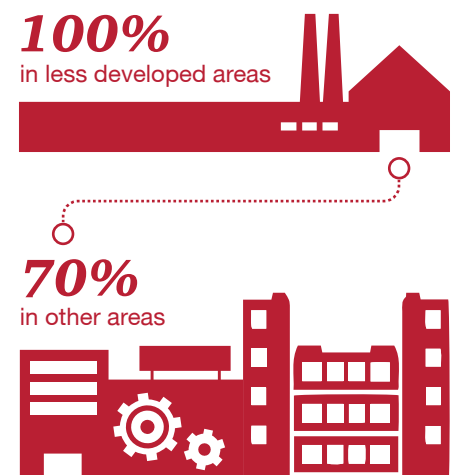 100%
in less developed areas
70%
in other areas